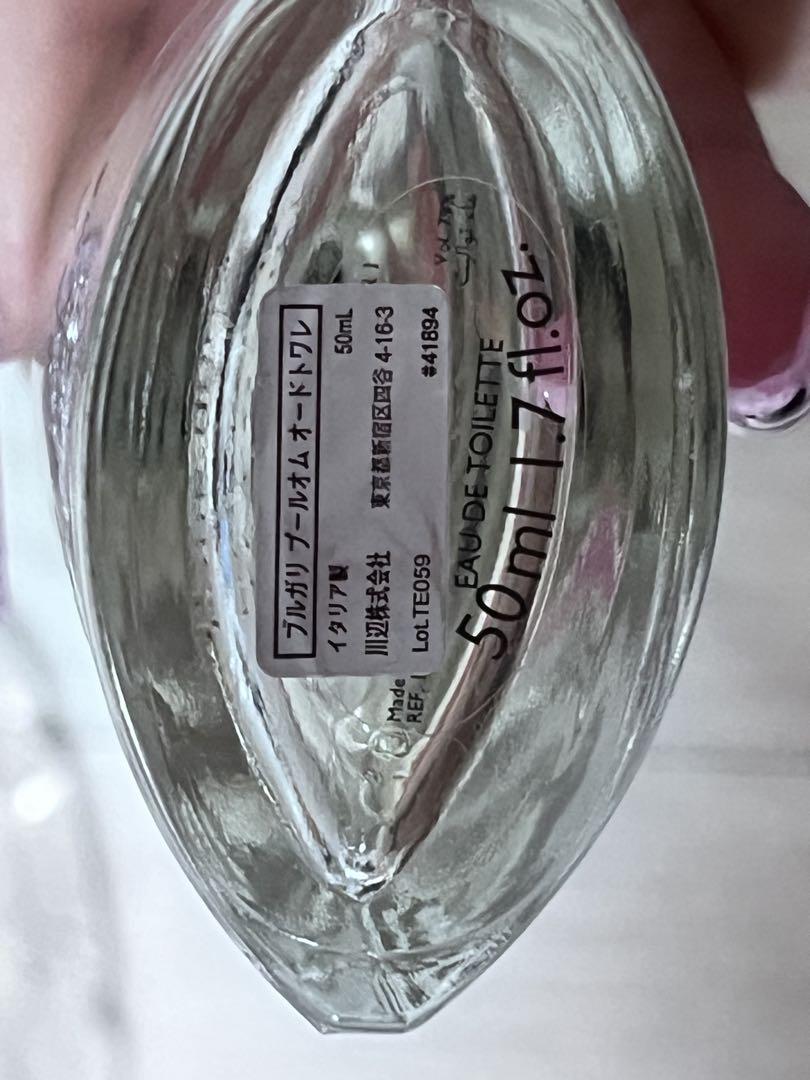 ブルガリ プールオム オードトワレ
50mL
イタリア製
川辺株式会社 東京都新宿区四谷 4-16-3
Lot.TE059 #41894
EAU DE TOILETTE
50ml 1.7 fl.oz.
Made
REF.